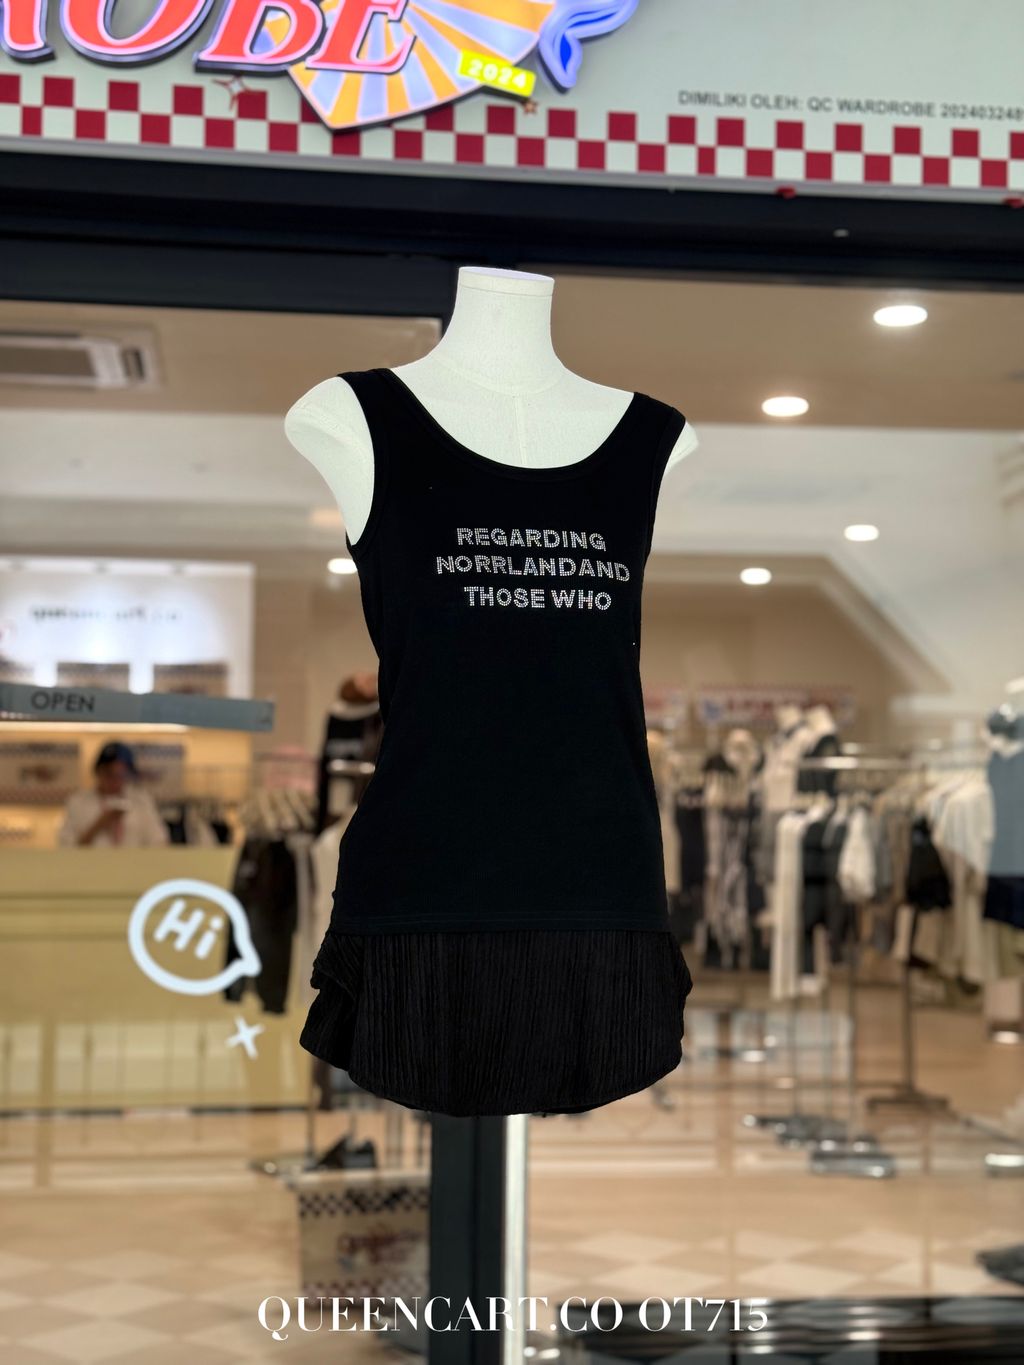 OBE
2024
DIMILIKI OLEH: QC WARDROBE
REGARDING
NORRLANDAND
THOSE WHO
OPEN
Hi
QUEENCART.CO OT715